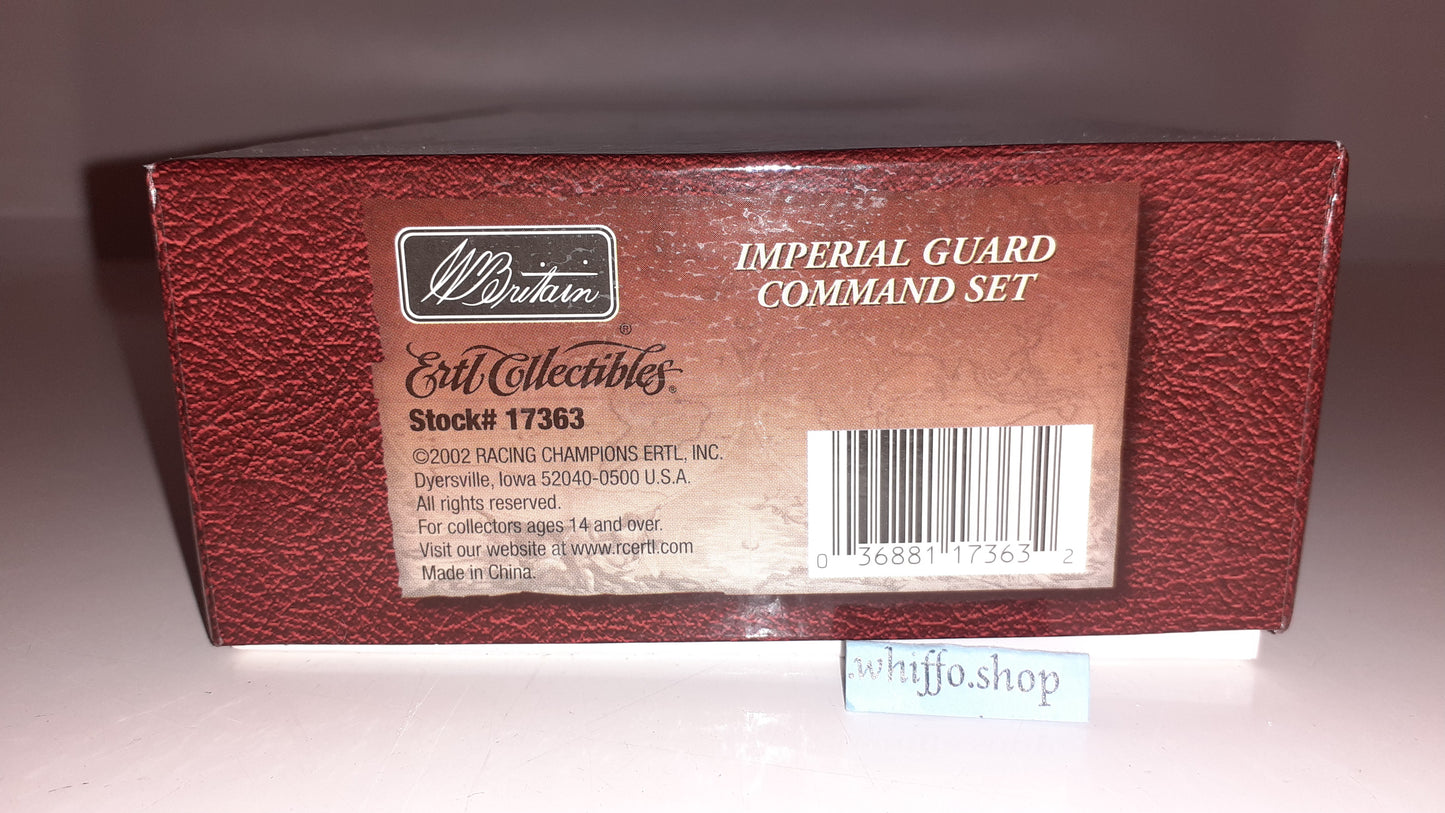 W Britain
®
IMPERIAL GUARD
COMMAND SET
Ertl Collectibles®
Stock# 17363
©2002 RACING CHAMPIONS ERTL, INC.
Dyersville, Iowa 52040-0500 U.S.A.
All rights reserved.
For collectors ages 14 and over.
Visit our website at www.rcertl.com
Made in China.
0 36881 17363 2
.whiffo.shop